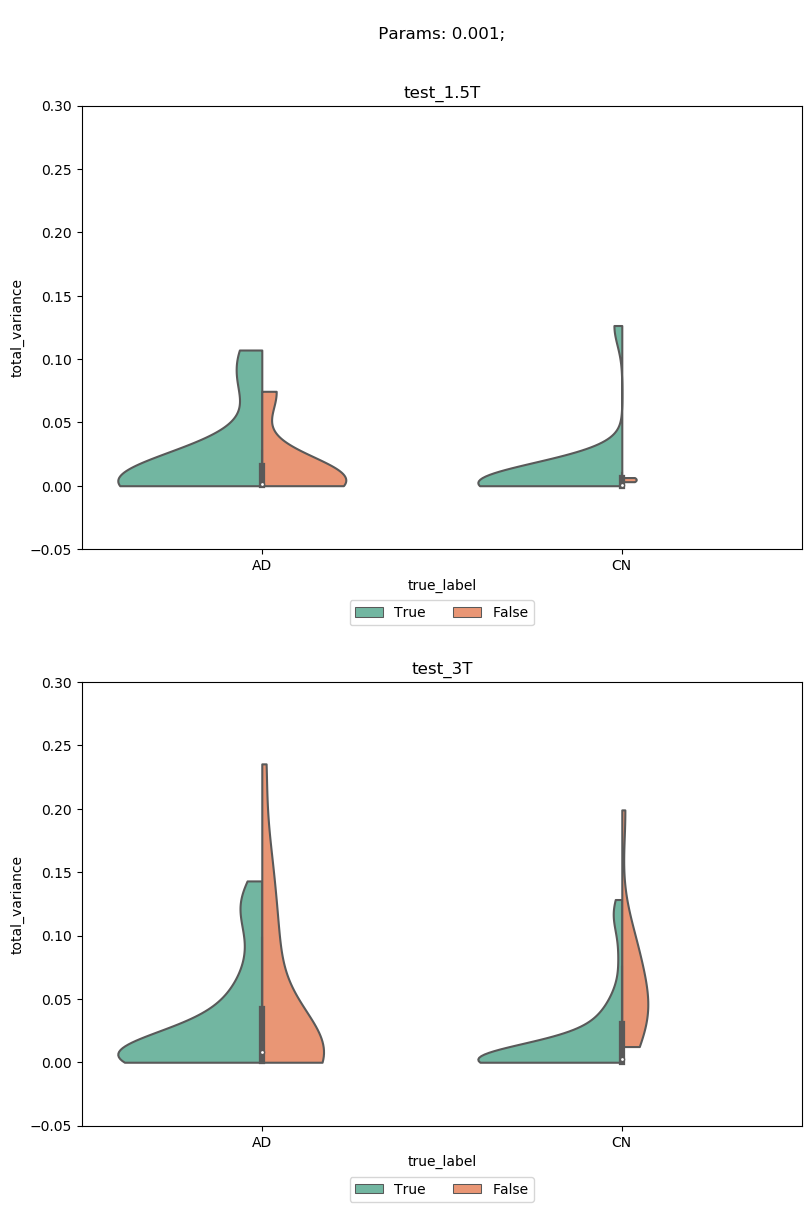 Params: 0.001;
test_1.5T
0.30
0.25
0.20
0.15
0.10
0.05
0.00
−0.05
total_variance
AD CN
true_label
True False
test_3T
0.30
0.25
0.20
0.15
0.10
0.05
0.00
−0.05
total_variance
AD CN
true_label
True False